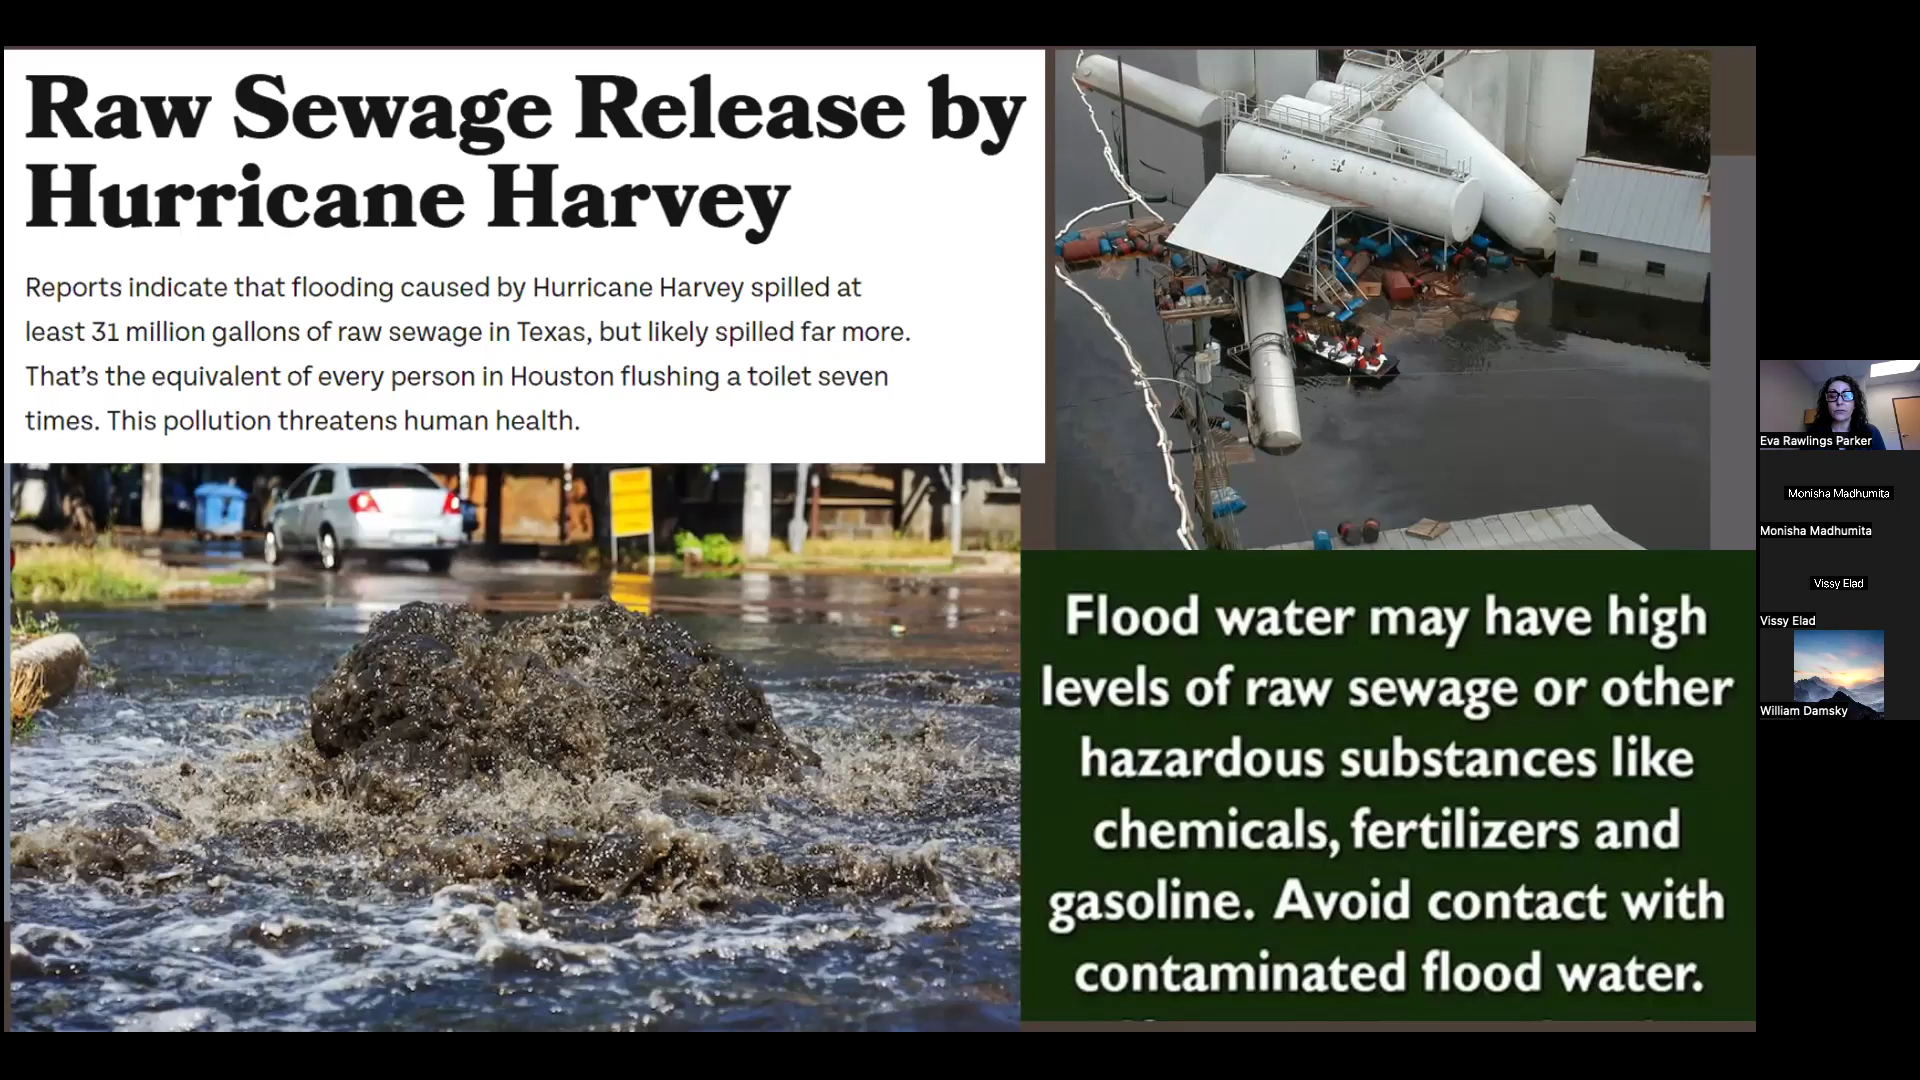 Raw Sewage Release by
Hurricane Harvey
Reports indicate that flooding caused by Hurricane Harvey spilled at
least 31 million gallons of raw sewage in Texas, but likely spilled far more.
That's the equivalent of every person in Houston flushing a toilet seven
times. This pollution threatens human health.
Flood water may have high
levels of raw sewage or other
hazardous substances like
chemicals, fertilizers and
gasoline. Avoid contact with
contaminated flood water.
Eva Rawlings Parker
Monisha Madhumita
Monisha Madhumita
Vissy Elad
Vissy Elad
William Damsky